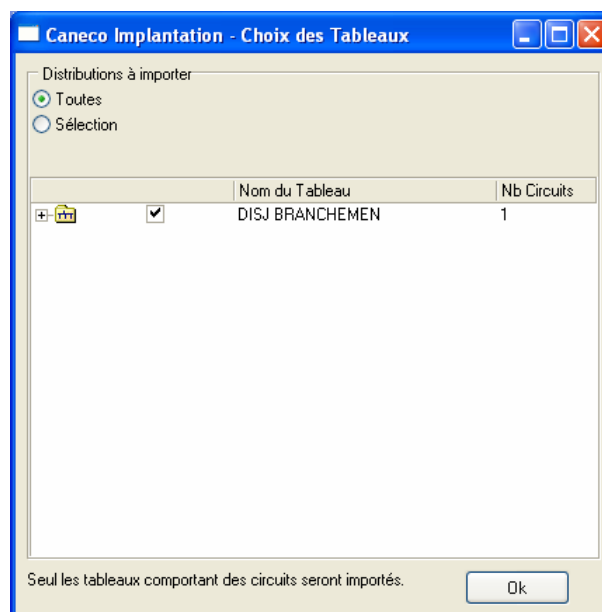 Caneco Implantation - Choix des Tableaux
Distributions à importer
Toutes
Sélection
Nom du Tableau Nb Circuits
DISJ BRANCHEMEN 1
Seul les tableaux comportant des circuits seront importés.
Ok